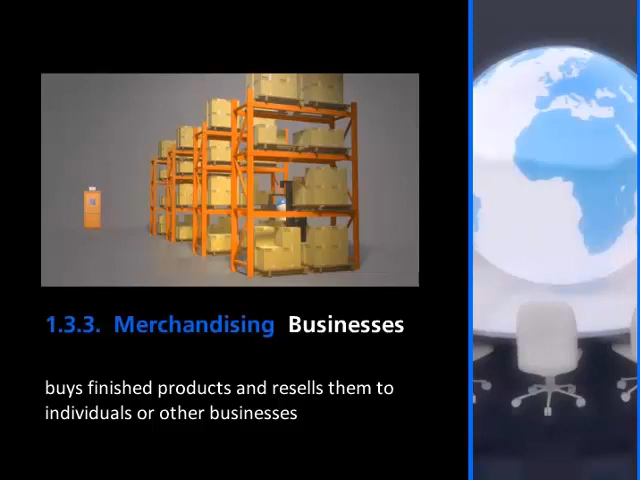 1.3.3. Merchandising Businesses
buys finished products and resells them to
individuals or other businesses